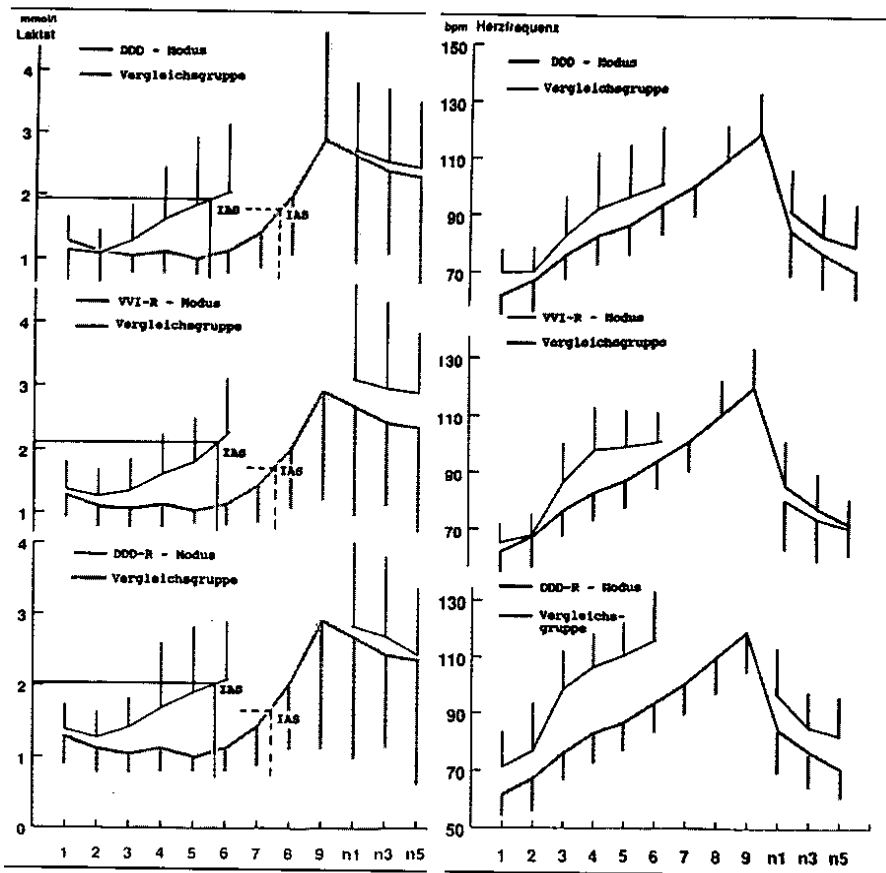 mmol/l
Laktat
DDD - Modus
Vergleichsgruppe
4
3
2
1
IAS
IAS
VVI-R - Modus
Vergleichsgruppe
4
3
2
1
IAS
IAS
DDD-R - Modus
Vergleichsgruppe
4
3
2
1
0
IAS
IAS
1 2 3 4 5 6 7 8 9 n1 n3 n5
bpm Herzfrequenz
150
DDD - Modus
Vergleichsgruppe
130
110
90
70
VVI-R - Modus
Vergleichsgruppe
130
110
90
70
DDD-R - Modus
Vergleichs-
gruppe
130
110
90
70
50
1 2 3 4 5 6 7 8 9 n1 n3 n5